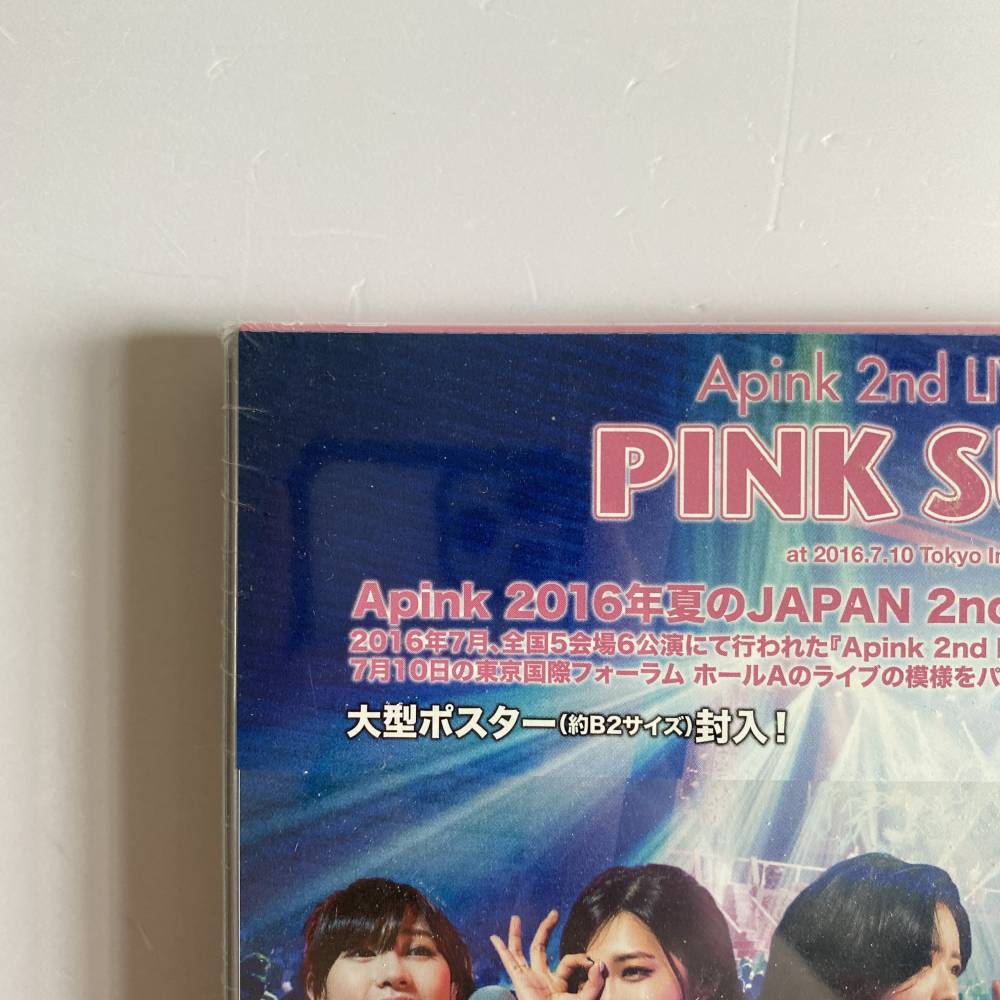 Apink 2nd LI
PINK S
at 2016.7.10 Tokyo In
Apink 2016年夏のJAPAN 2nd
2016年7月、全国5会場6公演にて行われた『Apink 2nd
7月10日の東京国際フォーラム ホールAのライブの模様をパ
大型ポスター(約B2サイズ)封入!